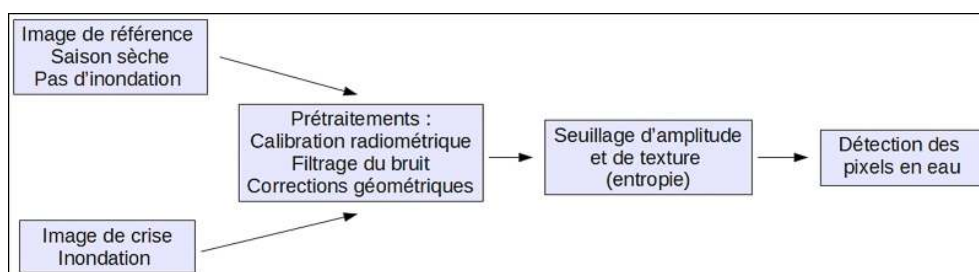 Image de référence
Saison sèche
Pas d'inondation
Prétraitements :
Calibration radiométrique
Filtrage du bruit
Corrections géométriques
Seuillage d'amplitude
et de texture
(entropie)
Détection des
pixels en eau
Image de crise
Inondation